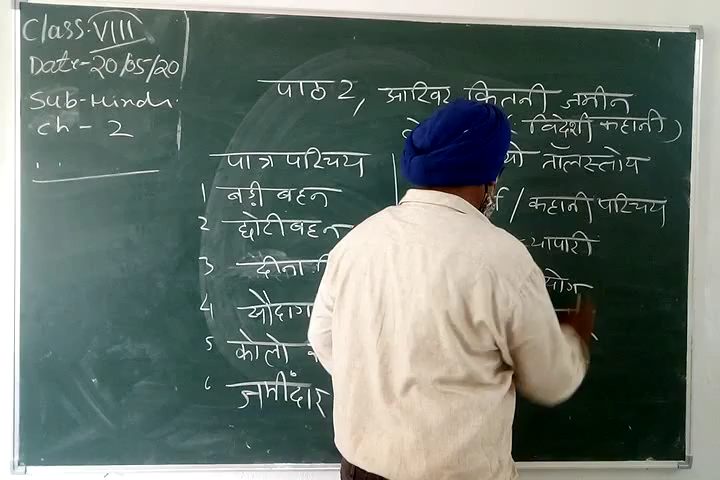 Class:VIII
Date-20/05/20
Sub-Hindi
Ch-2
पाठ 2, आखिर कितनी जमीन
विदेशी कहानी)
पात्र परिचय
तॉलस्तोय
1 बड़ी बहन
/कहानी परिचय
2 छोटी बहन
3 दीना
4
5 कोलो
6 जमींदार